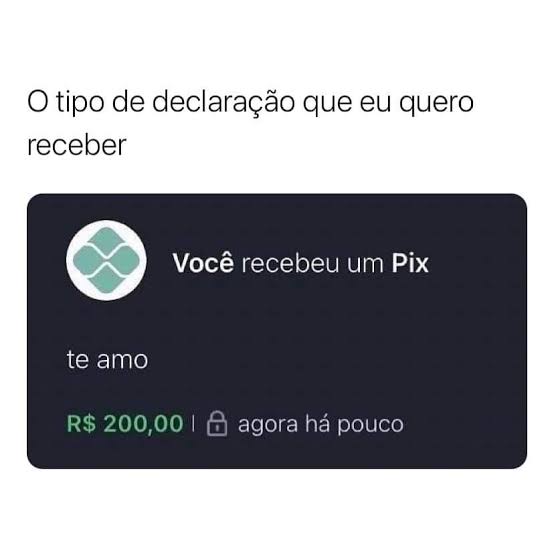 O tipo de declaração que eu quero
receber
Você recebeu um Pix
te amo
R$ 200,00 | agora há pouco